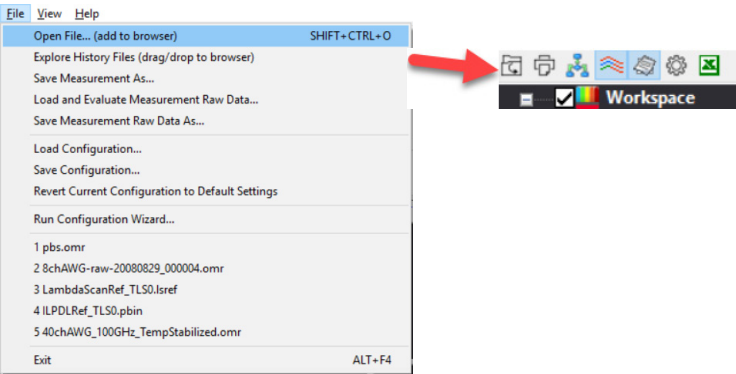 File View Help
Open File... (add to browser) SHIFT+CTRL+O
Explore History Files (drag/drop to browser)
Save Measurement As...
Load and Evaluate Measurement Raw Data...
Save Measurement Raw Data As...
Load Configuration...
Save Configuration...
Revert Current Configuration to Default Settings
Run Configuration Wizard...
1 pbs.omr
2 8chAWG-raw-20080829_000004.omr
3 LambdaScanRef_TLS0.lsref
4 ILPDLRef_TLS0.pbin
5 40chAWG_100GHz_TempStabilized.omr
Exit ALT+F4
Workspace